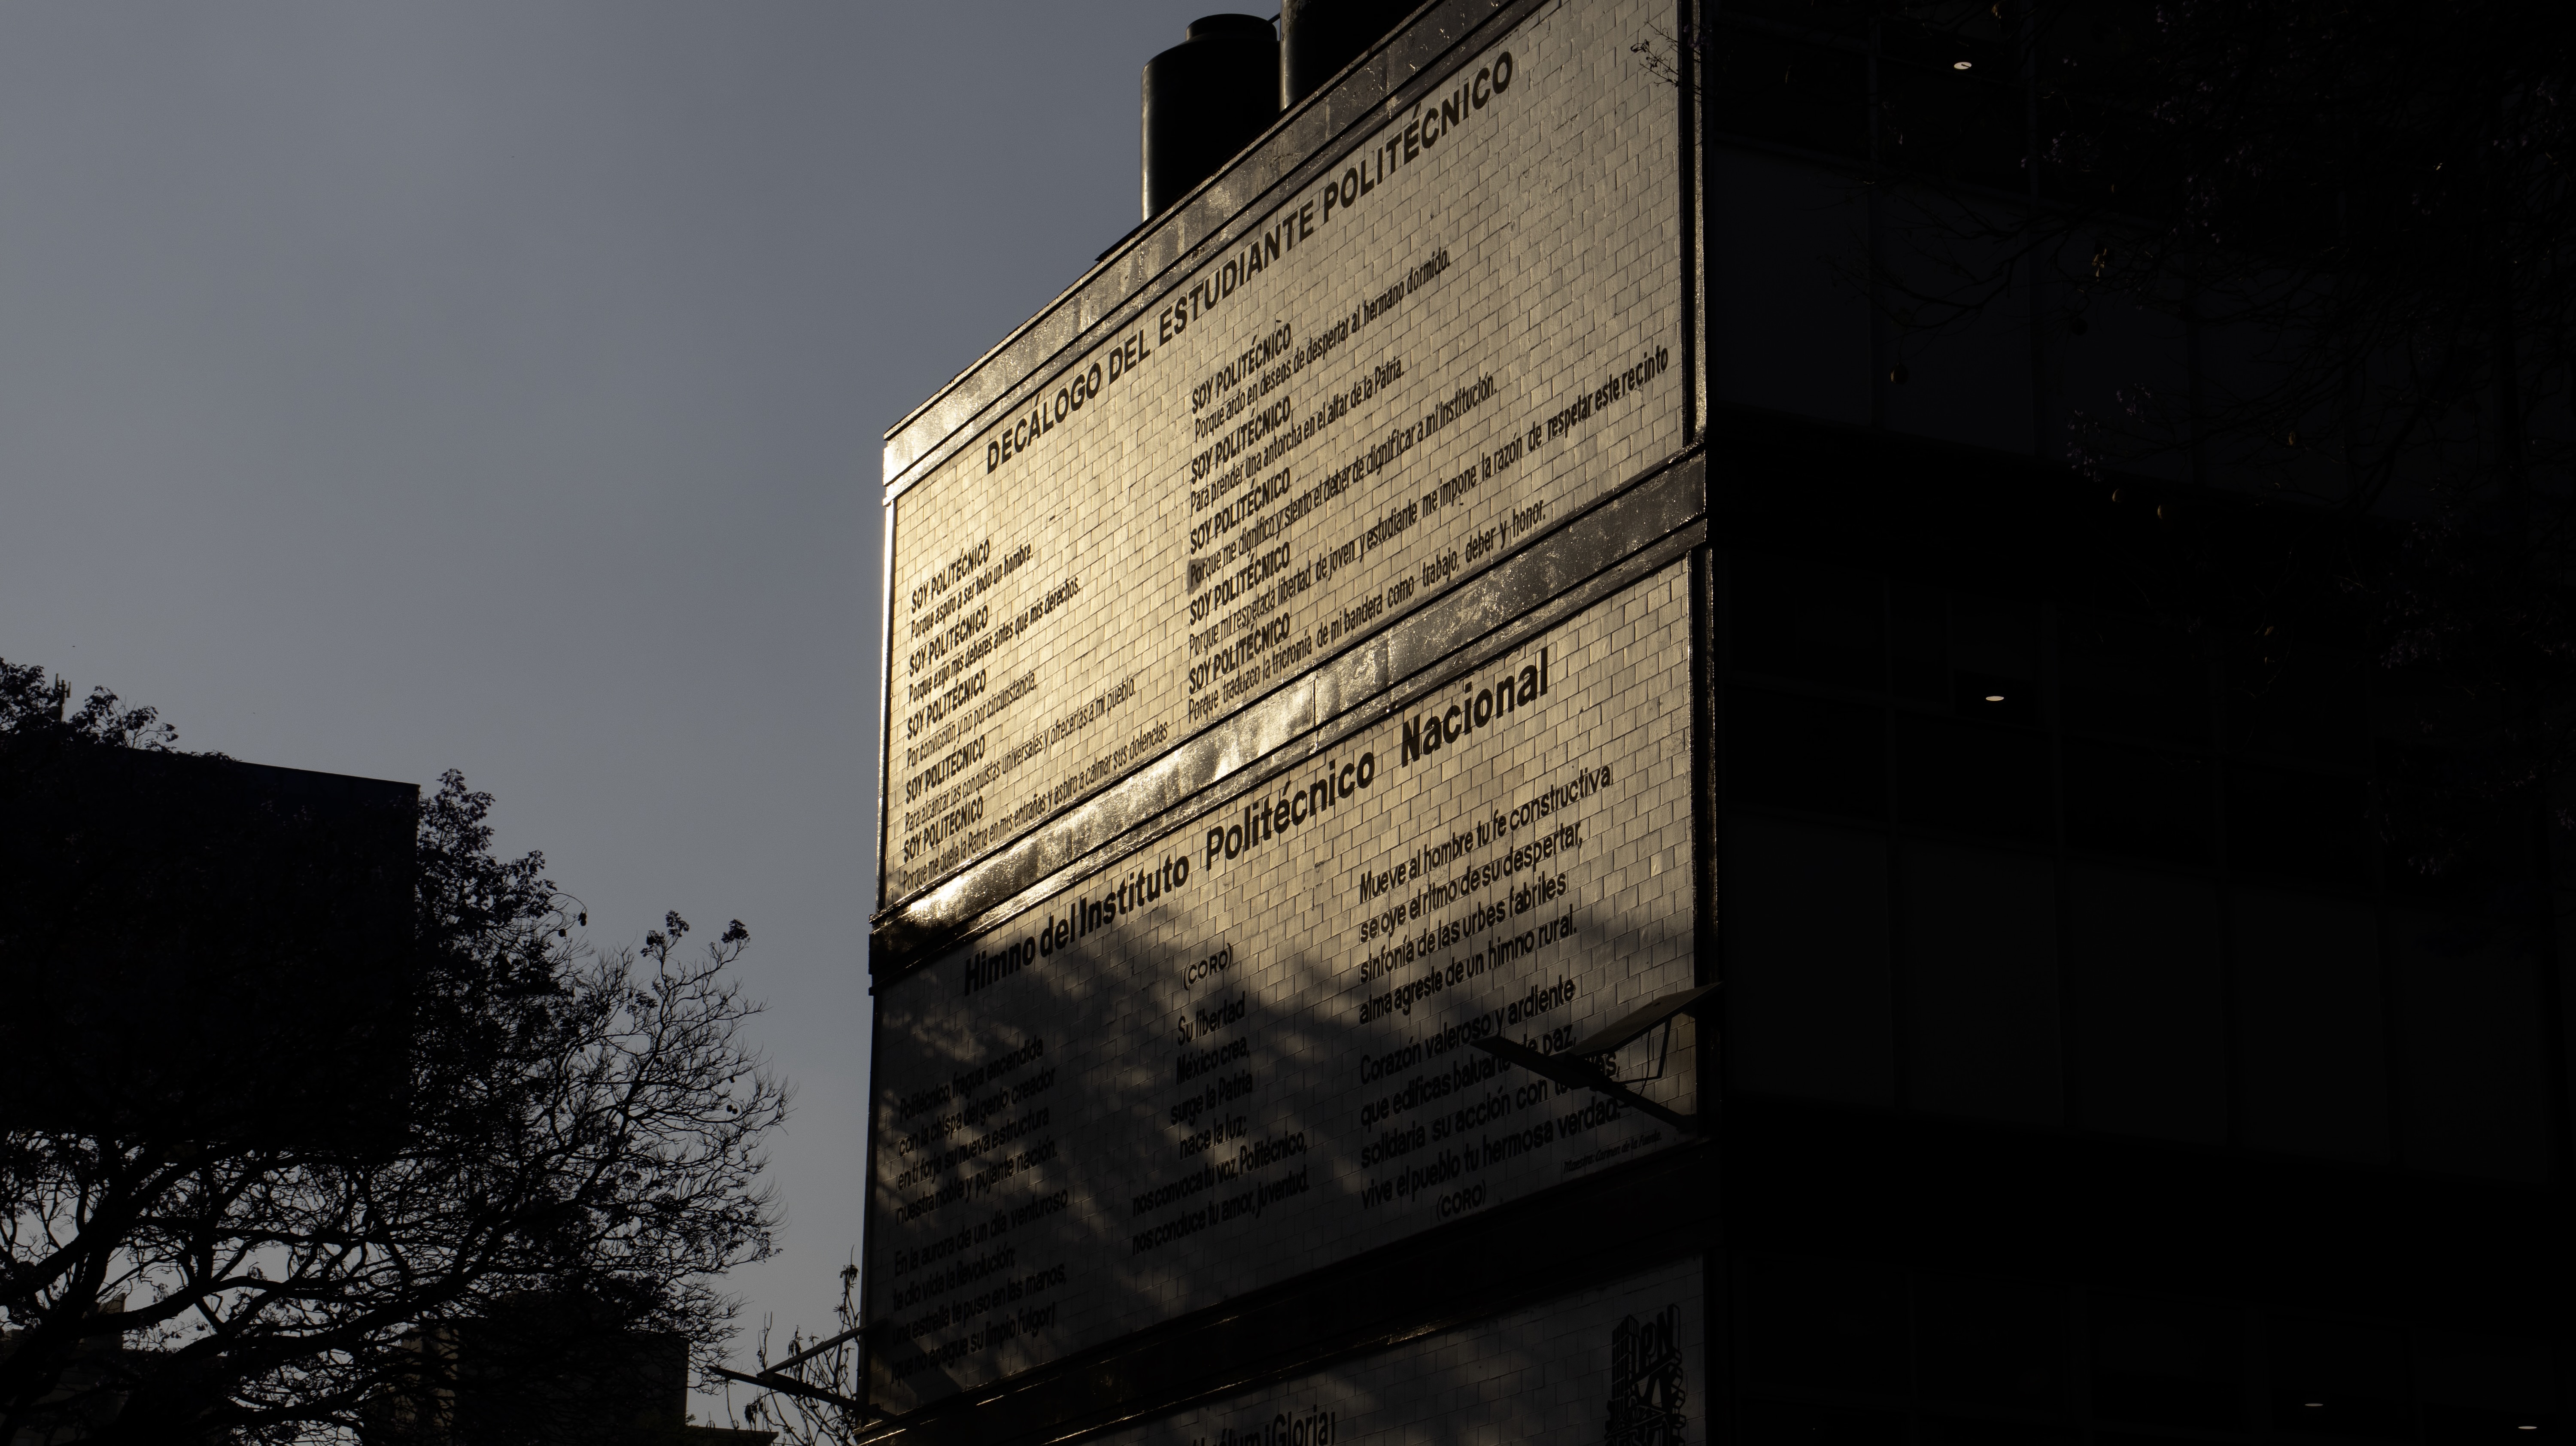 DECÁLOGO DEL ESTUDIANTE POLITÉCNICO
SOY POLITÉCNICO
Porque aspiro a ser todo un hombre.
SOY POLITÉCNICO
Porque exijo mis deberes antes que mis derechos.
SOY POLITÉCNICO
Por convicción y no por circunstancia.
SOY POLITÉCNICO
Para alcanzar las conquistas universales y ofrecerlas a mi pueblo.
SOY POLITÉCNICO
Porque me duele la Patria en mis entrañas y aspiro a calmar sus dolencias
SOY POLITÉCNICO
Porque ardo en deseos de despertar al hermano dormido.
SOY POLITÉCNICO
Para prender una antorcha en el altar de la Patria.
SOY POLITÉCNICO
Porque me dignifico y siento el deber de dignificar a mi institución.
SOY POLITÉCNICO
Porque mi respetada libertad de joven y estudiante me impone la razón de respetar este recinto
SOY POLITÉCNICO
Porque traduzco la tricromía de mi bandera como trabajo, deber y honor.
Himno del Instituto Politécnico Nacional
Politécnico, fragua encendida
con la chispa del genio creador
en ti forja su nueva estructura
nuestra noble y pujante nación.
En la aurora de un día venturoso
te dio vida la Revolución;
una estrella te puso en las manos,
¡que no apague su limpio fulgor!
(CORO)
Su libertad
México crea,
surge la Patria
nace la luz;
nos convoca tu voz, Politécnico,
nos conduce tu amor, juventud.
Mueve al hombre tu fe constructiva
se oye el ritmo de su despertar,
sinfonía de las urbes fabriles
alma agreste de un himno rural.
Corazón valeroso y ardiente
que edificas baluarte de paz,
solidaria su acción con
vive el pueblo tu hermosa verdad.
(CORO)
¡Gloria!
IPN